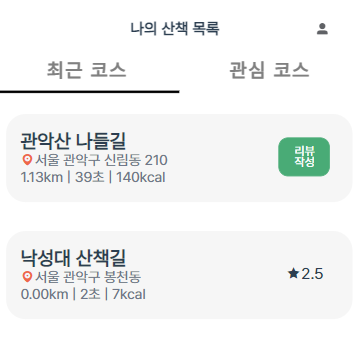 나의 산책 목록
최근 코스
관심 코스
관악산 나들길
서울 관악구 신림동 210
1.13km | 39초 | 140kcal
리뷰
작성
낙성대 산책길
서울 관악구 봉천동
0.00km | 2초 | 7kcal
2.5